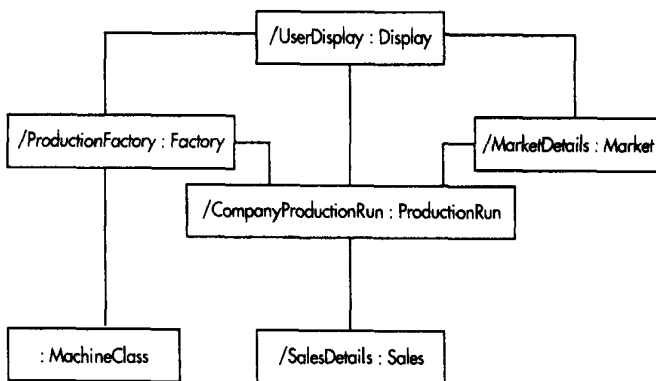 /UserDisplay : Display
/ProductionFactory : Factory
/MarketDetails : Market
/CompanyProductionRun : ProductionRun
: MachineClass
/SalesDetails : Sales